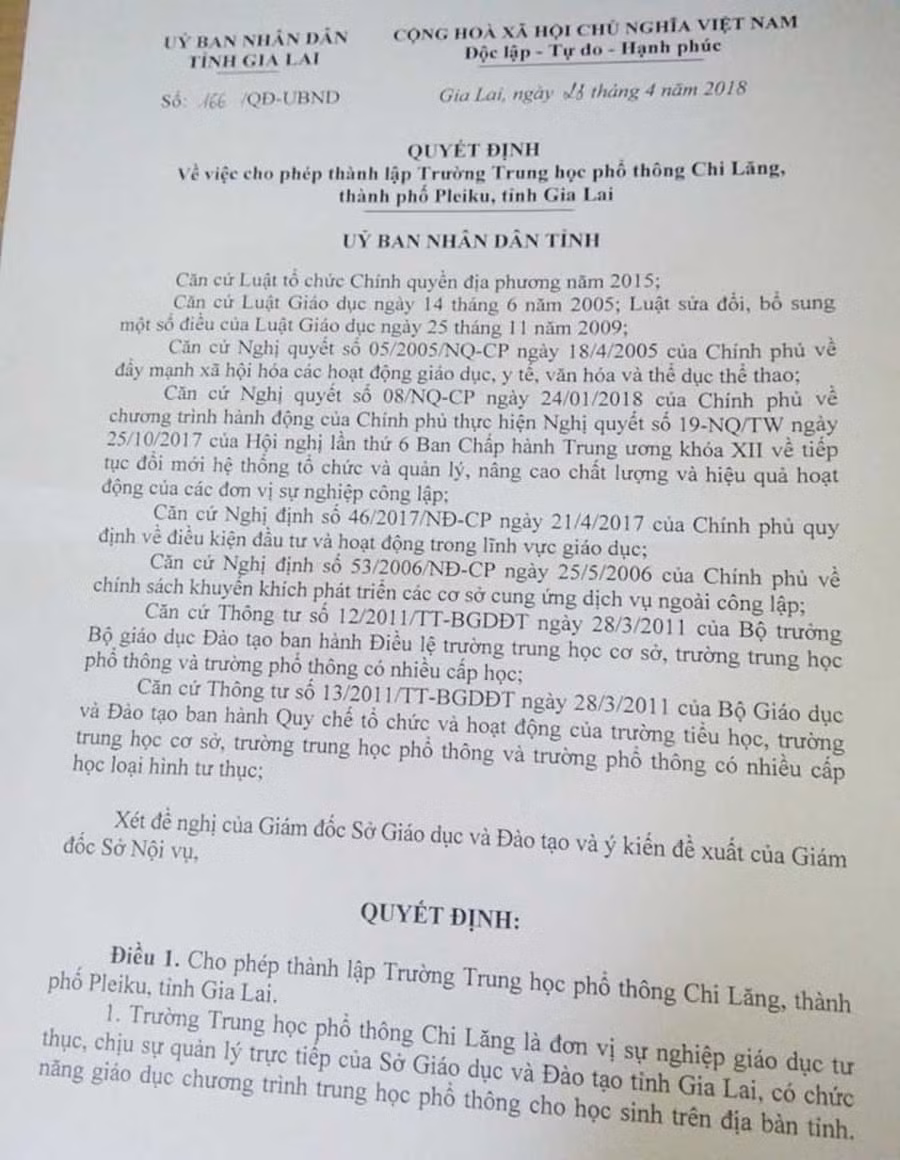 UỶ BAN NHÂN DÂN
TỈNH GIA LAI
CỘNG HOÀ XÃ HỘI CHỦ NGHĨA VIỆT NAM
Độc lập - Tự do - Hạnh phúc
Số: 166 /QĐ-UBND
Gia Lai, ngày 23 tháng 4 năm 2018
QUYẾT ĐỊNH
Về việc cho phép thành lập Trường Trung học phổ thông Chi Lăng,
thành phố Pleiku, tỉnh Gia Lai
UỶ BAN NHÂN DÂN TỈNH
Căn cứ Luật tổ chức Chính quyền địa phương năm 2015;
Căn cứ Luật Giáo dục ngày 14 tháng 6 năm 2005; Luật sửa đổi, bổ sung
một số điều của Luật Giáo dục ngày 25 tháng 11 năm 2009;
Căn cứ Nghị quyết số 05/2005/NQ-CP ngày 18/4/2005 của Chính phủ về
đẩy mạnh xã hội hóa các hoạt động giáo dục, y tế, văn hóa và thể dục thể thao;
Căn cứ Nghị quyết số 08/NQ-CP ngày 24/01/2018 của Chính phủ về
chương trình hành động của Chính phủ thực hiện Nghị quyết số 19-NQ/TW ngày
25/10/2017 của Hội nghị lần thứ 6 Ban Chấp hành Trung ương khóa XII về tiếp
tục đổi mới hệ thống tổ chức và quản lý, nâng cao chất lượng và hiệu quả hoạt
động của các đơn vị sự nghiệp công lập;
Căn cứ Nghị định số 46/2017/NĐ-CP ngày 21/4/2017 của Chính phủ quy
định về điều kiện đầu tư và hoạt động trong lĩnh vực giáo dục;
Căn cứ Nghị định số 53/2006/NĐ-CP ngày 25/5/2006 của Chính phủ về
chính sách khuyến khích phát triển các cơ sở cung ứng dịch vụ ngoài công lập;
Căn cứ Thông tư số 12/2011/TT-BGDĐT ngày 28/3/2011 của Bộ trưởng
Bộ giáo dục Đào tạo ban hành Điều lệ trường trung học cơ sở, trường trung học
phổ thông và trường phổ thông có nhiều cấp học;
Căn cứ Thông tư số 13/2011/TT-BGDĐT ngày 28/3/2011 của Bộ Giáo dục
và Đào tạo ban hành Quy chế tổ chức và hoạt động của trường tiểu học, trường
trung học cơ sở, trường trung học phổ thông và trường phổ thông có nhiều cấp
học loại hình tư thục;
Xét đề nghị của Giám đốc Sở Giáo dục và Đào tạo và ý kiến đề xuất của Giám
đốc Sở Nội vụ,
QUYẾT ĐỊNH:
Điều 1. Cho phép thành lập Trường Trung học phổ thông Chi Lăng, thành
phố Pleiku, tỉnh Gia Lai.
1. Trường Trung học phổ thông Chi Lăng là đơn vị sự nghiệp giáo dục tư
thục, chịu sự quản lý trực tiếp của Sở Giáo dục và Đào tạo tỉnh Gia Lai, có chức
năng giáo dục chương trình trung học phổ thông cho học sinh trên địa bàn tỉnh.